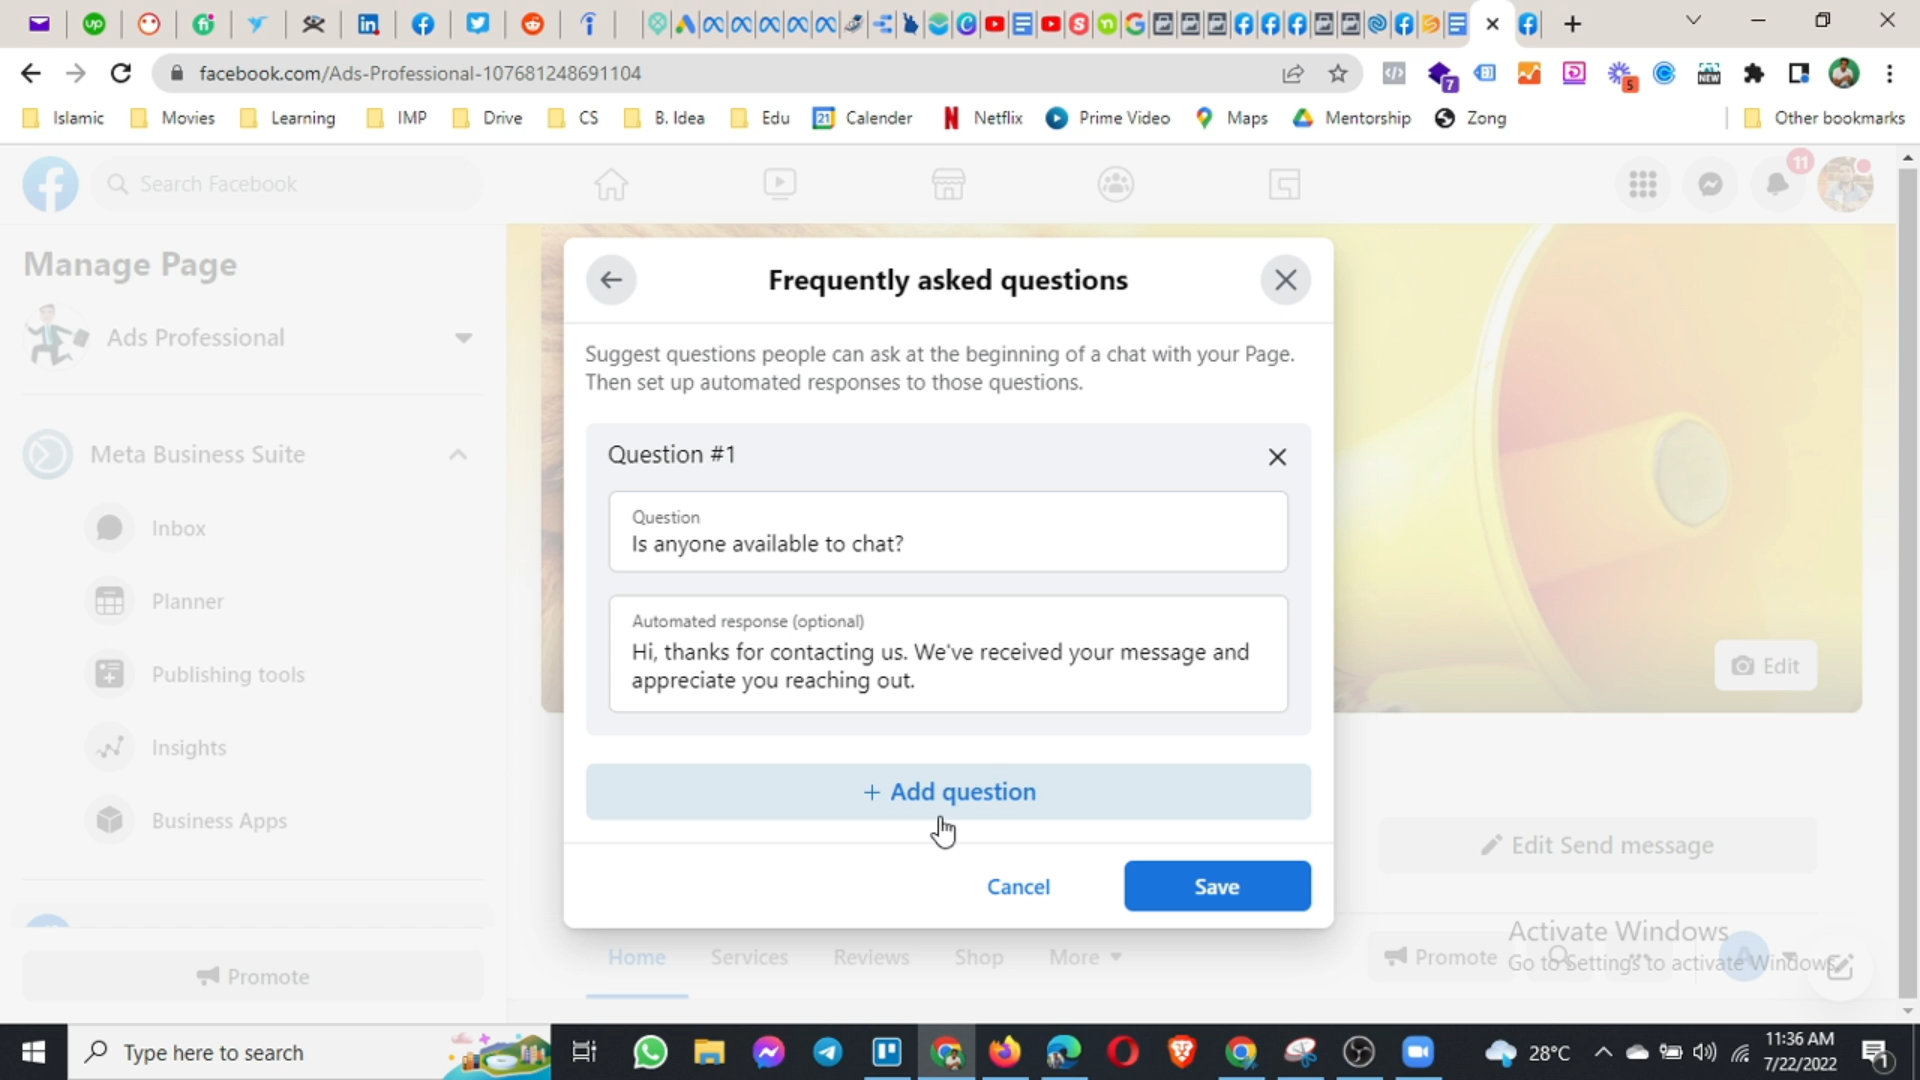 facebook.com/Ads-Professional-107681248691104
7
5
NEW
Islamic
Movies
Learning
IMP
Drive
CS
B. Idea
Edu
21
Calender
Netflix
Prime Video
Maps
Mentorship
Zong
Other bookmarks
Search Facebook
11
Manage Page
Ads Professional
Meta Business Suite
Inbox
Planner
Publishing tools
Insights
Business Apps
Promote
Frequently asked questions
Suggest questions people can ask at the beginning of a chat with your Page.
Then set up automated responses to those questions.
Question #1
Question
Is anyone available to chat?
Automated response (optional)
Hi, thanks for contacting us. We've received your message and
appreciate you reaching out.
+ Add question
Cancel
Save
Edit
Edit Send message
Home
Services
Reviews
Shop
More
Promote
Activate Windows
Go to Settings to activate Windows.
Type here to search
28°C
11:36 AM
7/22/2022
1